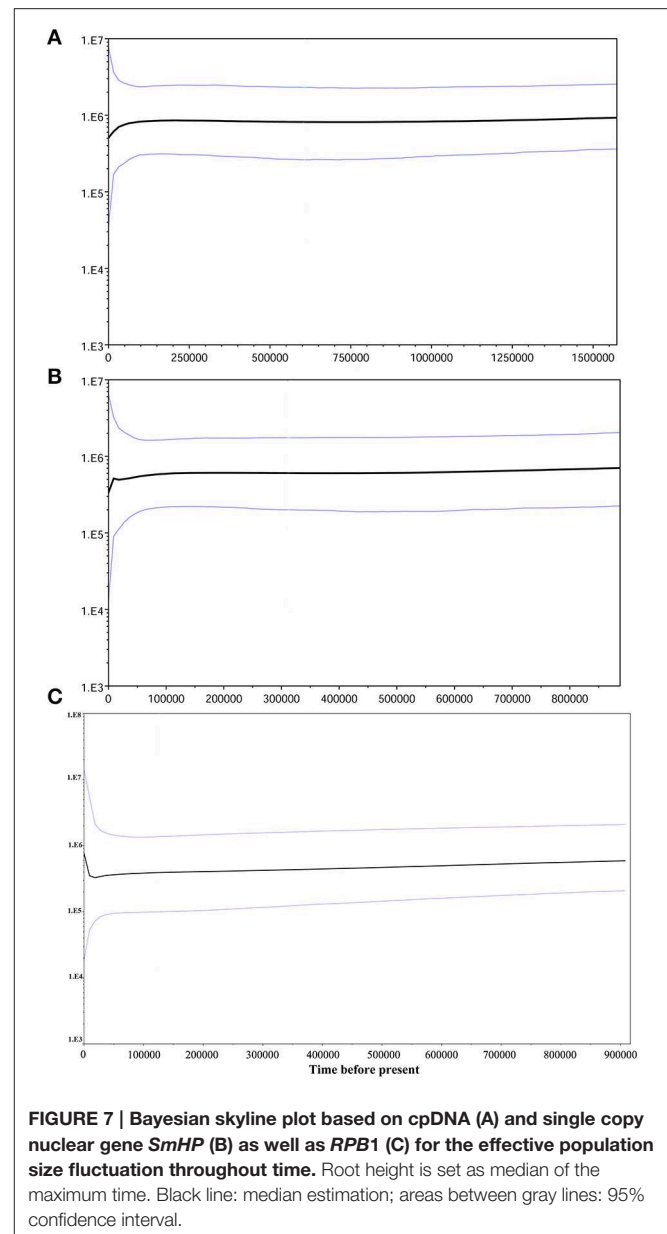 A
1.E7
1.E6
1.E5
1.E4
1.E3
0 250000 500000 750000 1000000 1250000 1500000
B
1.E7
1.E6
1.E5
1.E4
1.E3
0 100000 200000 300000 400000 500000 600000 700000 800000
C
1.E8
1.E7
1.E6
1.E5
1.E4
1.E3
0 100000 200000 300000 400000 500000 600000 700000 800000 900000
Time before present
FIGURE 7 | Bayesian skyline plot based on cpDNA (A) and single copy
nuclear gene SmHP (B) as well as RPB1 (C) for the effective population
size fluctuation throughout time. Root height is set as median of the
maximum time. Black line: median estimation; areas between gray lines: 95%
confidence interval.